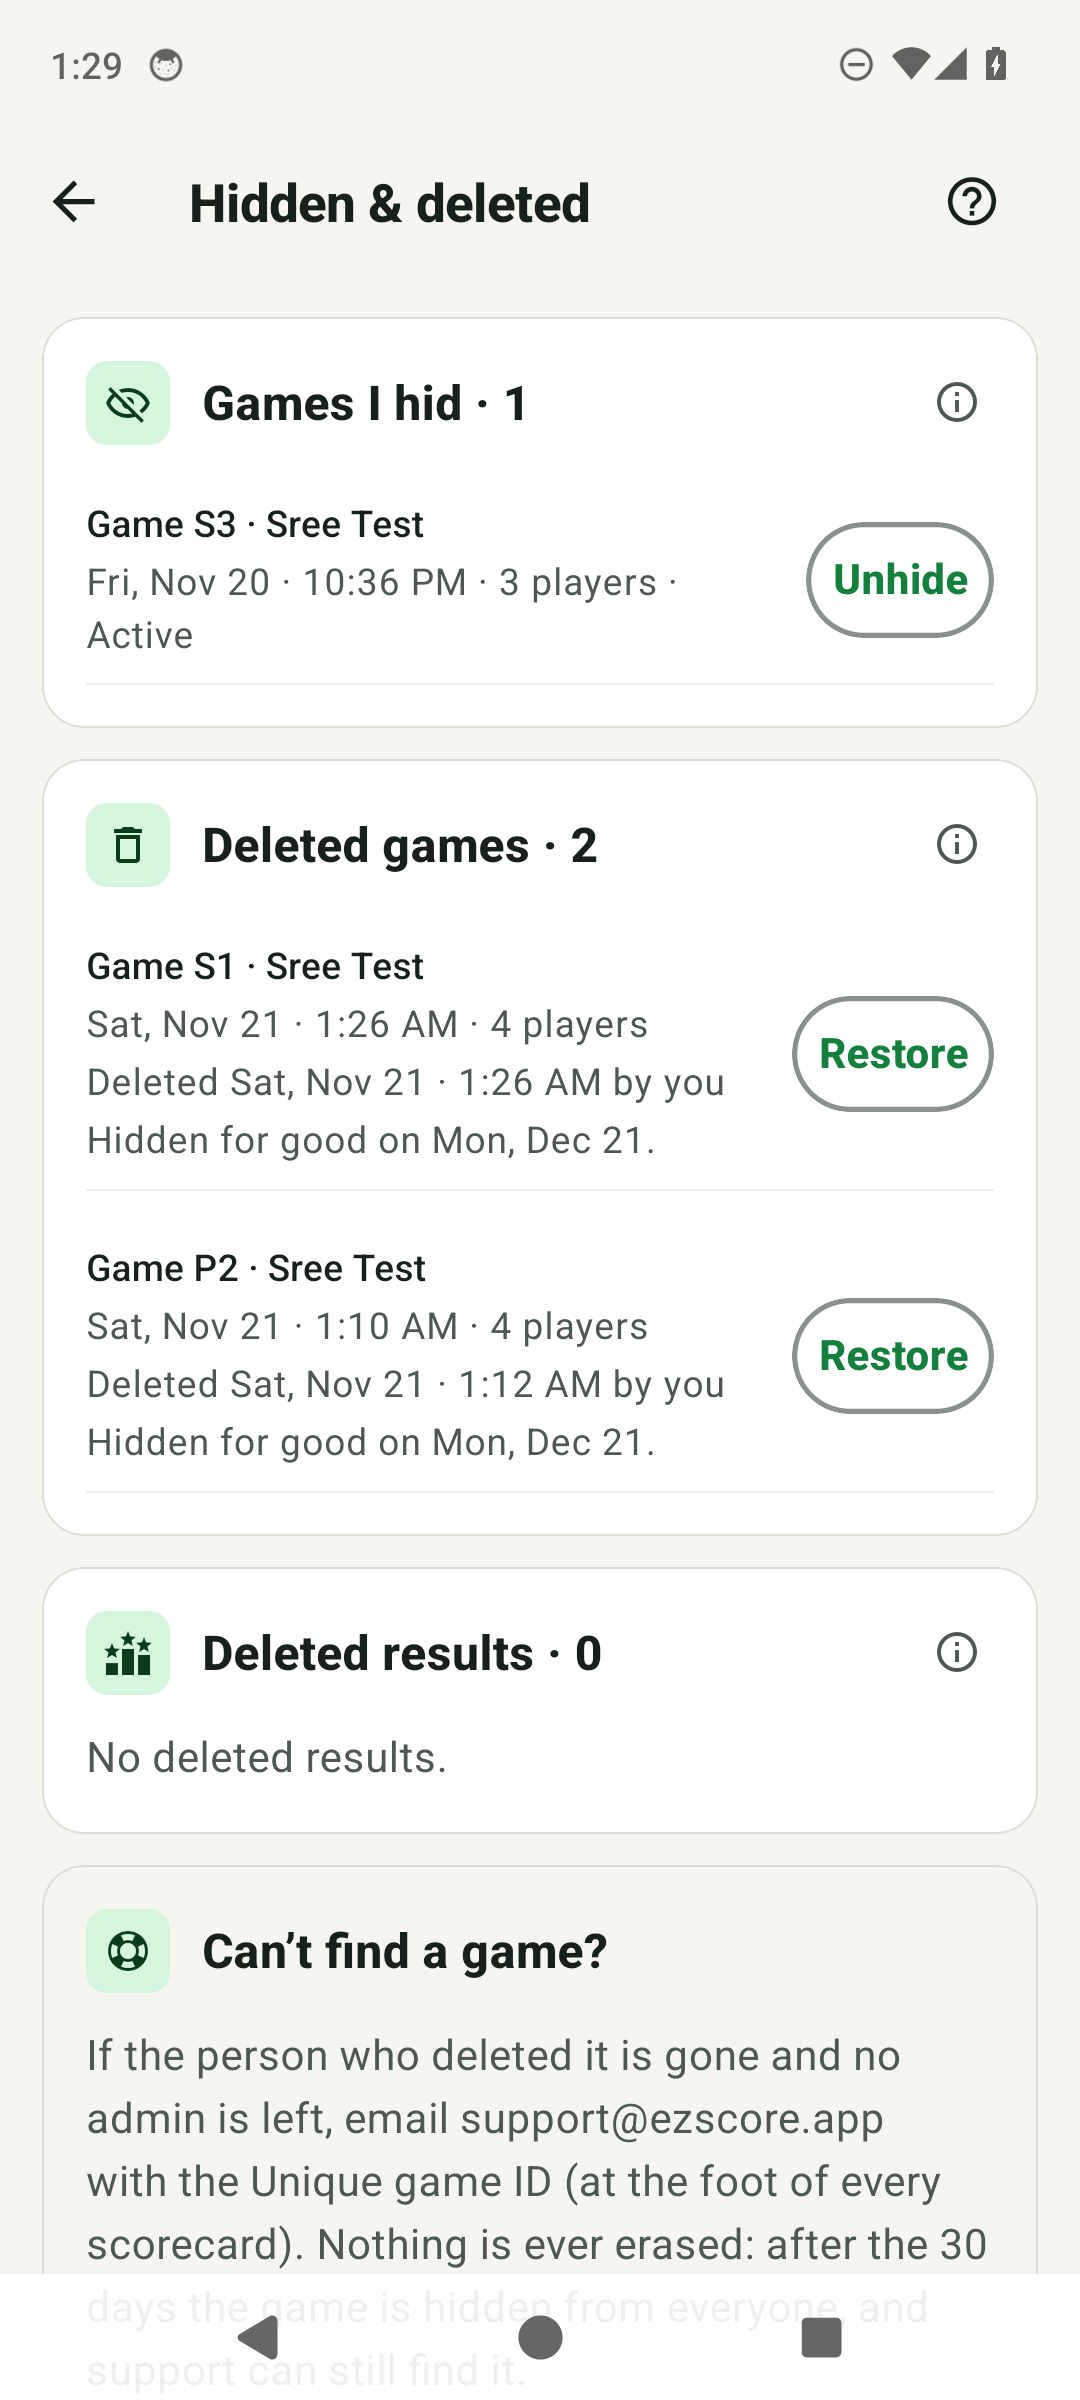 1:29
Hidden & deleted
Games I hid · 1
Game S3 · Sree Test
Fri, Nov 20 · 10:36 PM · 3 players ·
Active
Unhide
Deleted games · 2
Game S1 · Sree Test
Sat, Nov 21 · 1:26 AM · 4 players
Deleted Sat, Nov 21 · 1:26 AM by you
Hidden for good on Mon, Dec 21.
Restore
Game P2 · Sree Test
Sat, Nov 21 · 1:10 AM · 4 players
Deleted Sat, Nov 21 · 1:12 AM by you
Hidden for good on Mon, Dec 21.
Restore
Deleted results · 0
No deleted results.
Can’t find a game?
If the person who deleted it is gone and no
admin is left, email support@ezscore.app
with the Unique game ID (at the foot of every
scorecard). Nothing is ever erased: after the 30
days the game is hidden from everyone, and
support can still find it.